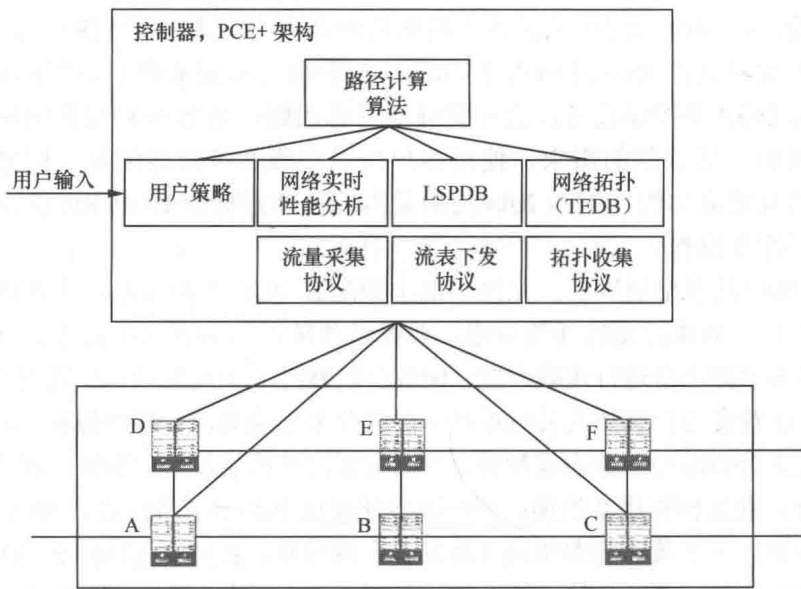 控制器，PCE+ 架构
路径计算
算法
用户输入
用户策略
网络实时
性能分析
LSPDB
网络拓扑
（TEDB）
流量采集
协议
流表下发
协议
拓扑收集
协议
D
E
F
A
B
C